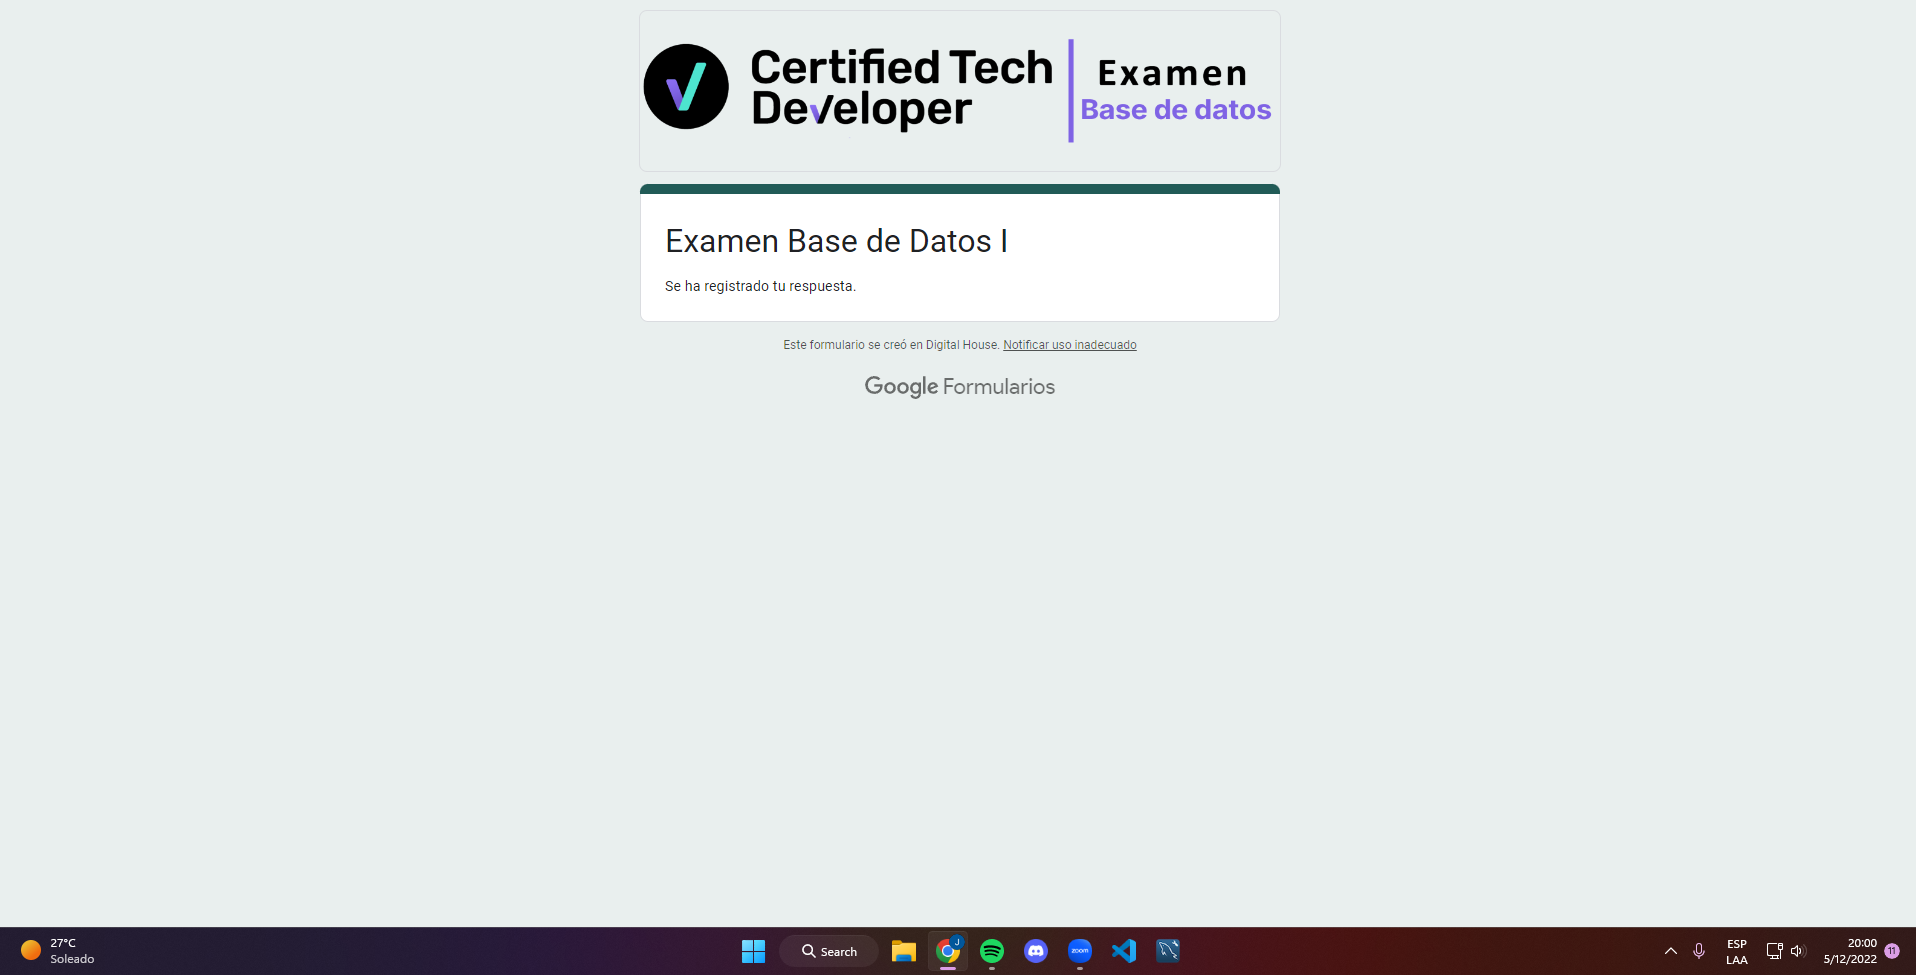 Certified Tech
Developer
Examen
Base de datos
Examen Base de Datos I
Se ha registrado tu respuesta.
Este formulario se creó en Digital House. Notificar uso inadecuado
Google Formularios
27°C
Soleado
Search
J
zoom
ESP
LAA
20:00
5/12/2022
11